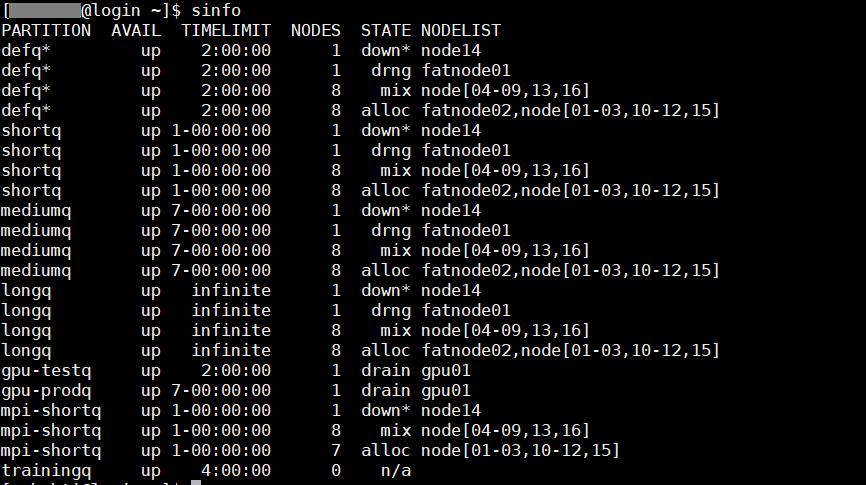 [@login ~]$ sinfo
PARTITION AVAIL  TIMELIMIT  NODES  STATE NODELIST
defq*        up    2:00:00      1  down* node14
defq*        up    2:00:00      1   drng fatnode01
defq*        up    2:00:00      8    mix node[04-09,13,16]
defq*        up    2:00:00      8  alloc fatnode02,node[01-03,10-12,15]
shortq       up 1-00:00:00      1  down* node14
shortq       up 1-00:00:00      1   drng fatnode01
shortq       up 1-00:00:00      8    mix node[04-09,13,16]
shortq       up 1-00:00:00      8  alloc fatnode02,node[01-03,10-12,15]
mediumq      up 7-00:00:00      1  down* node14
mediumq      up 7-00:00:00      1   drng fatnode01
mediumq      up 7-00:00:00      8    mix node[04-09,13,16]
mediumq      up 7-00:00:00      8  alloc fatnode02,node[01-03,10-12,15]
longq        up   infinite      1  down* node14
longq        up   infinite      1   drng fatnode01
longq        up   infinite      8    mix node[04-09,13,16]
longq        up   infinite      8  alloc fatnode02,node[01-03,10-12,15]
gpu-testq    up    2:00:00      1  drain gpu01
gpu-prodq    up 7-00:00:00      1  drain gpu01
mpi-shortq   up 1-00:00:00      1  down* node14
mpi-shortq   up 1-00:00:00      8    mix node[04-09,13,16]
mpi-shortq   up 1-00:00:00      7  alloc node[01-03,10-12,15]
trainingq    up    4:00:00      0    n/a